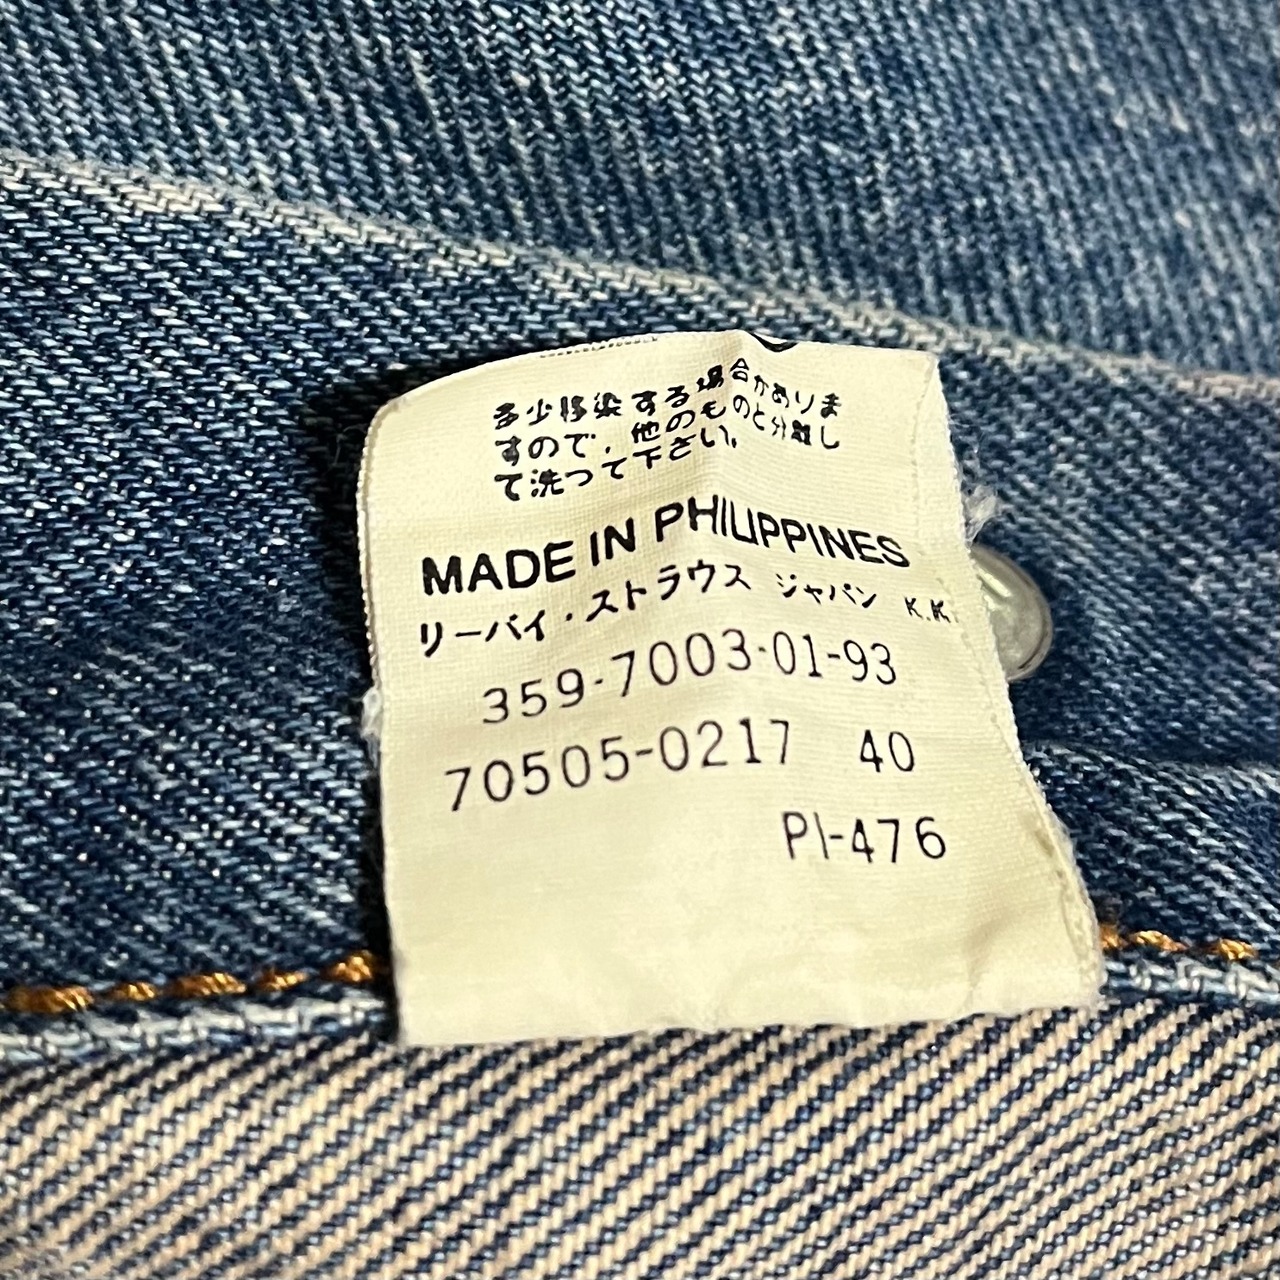 多少移染する場合がありま
すので、他のものと分離し
て洗って下さい。
MADE IN PHILIPPINES
リーバイ・ストラウス ジャパン K.K.
359-7003-01-93
70505-0217 40
PI-476